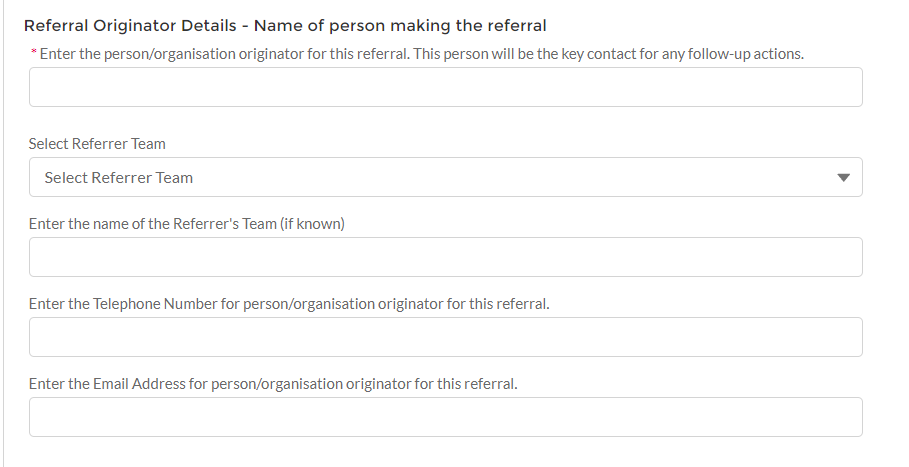 Referral Originator Details - Name of person making the referral
* Enter the person/organisation originator for this referral. This person will be the key contact for any follow-up actions.
Select Referrer Team
Select Referrer Team
Enter the name of the Referrer's Team (if known)
Enter the Telephone Number for person/organisation originator for this referral.
Enter the Email Address for person/organisation originator for this referral.